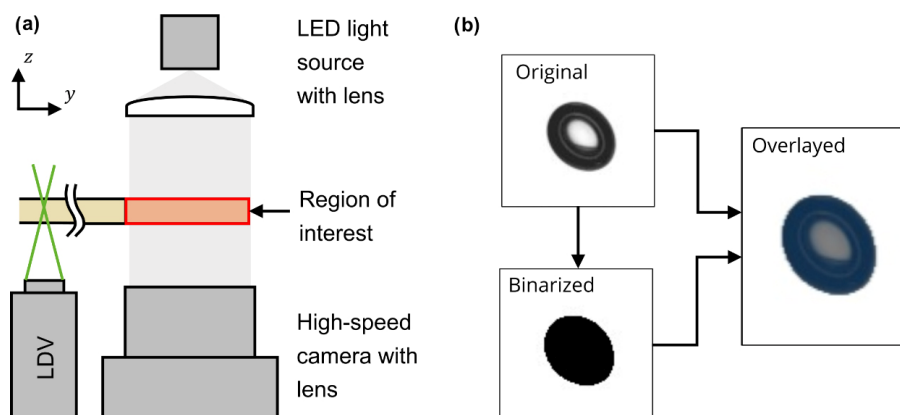 (a)
z
y
LED light
source
with lens
Region of
interest
High-speed
camera with
lens
LDV
(b)
Original
Binarized
Overlayed